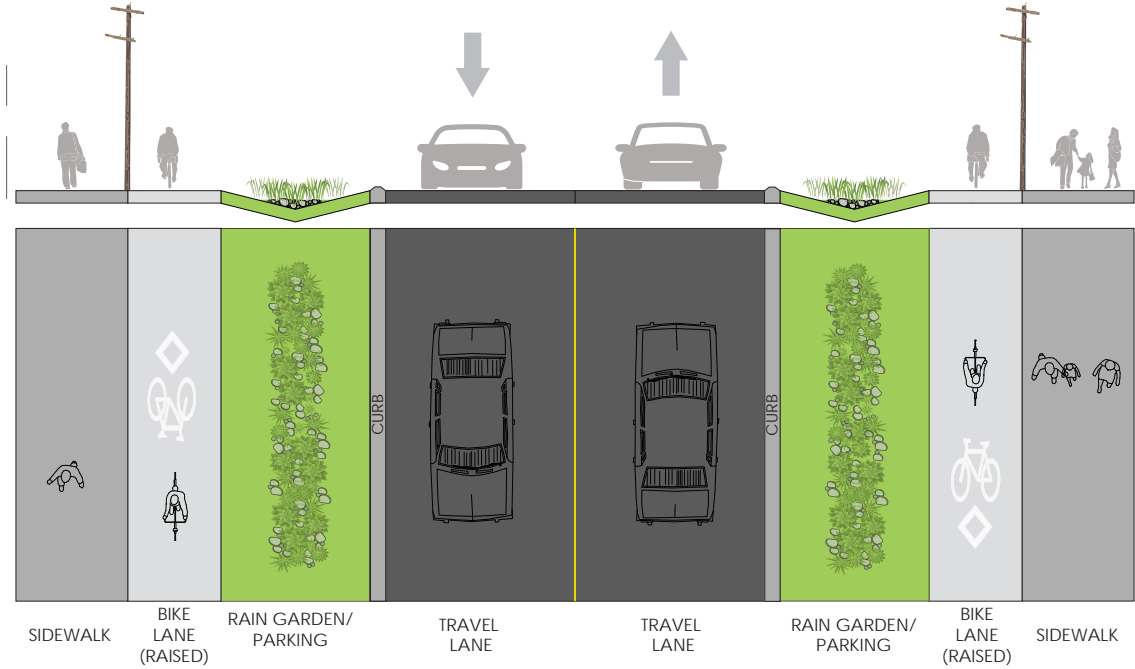 CURB
CURB
SIDEWALK
BIKE
LANE
(RAISED)
RAIN GARDEN/
PARKING
TRAVEL
LANE
TRAVEL
LANE
RAIN GARDEN/
PARKING
BIKE
LANE
(RAISED)
SIDEWALK